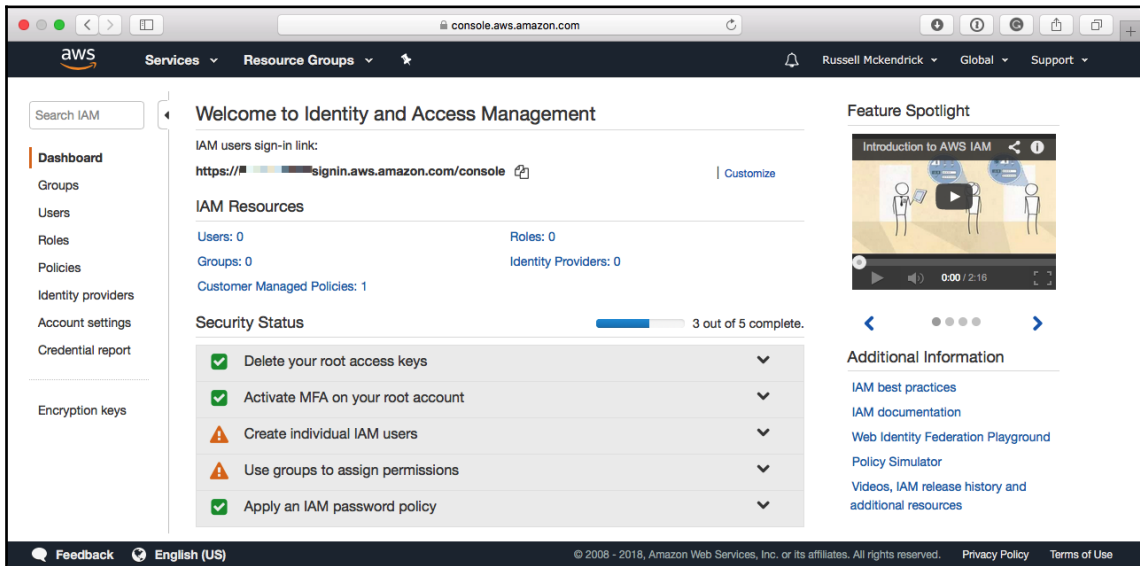 console.aws.amazon.com
aws
Services
Resource Groups
Russell Mckendrick
Global
Support
Search IAM
Dashboard
Groups
Users
Roles
Policies
Identity providers
Account settings
Credential report
Encryption keys
Welcome to Identity and Access Management
IAM users sign-in link:
https:// signin.aws.amazon.com/console
Customize
IAM Resources
Users: 0
Roles: 0
Groups: 0
Identity Providers: 0
Customer Managed Policies: 1
Security Status
3 out of 5 complete.
Delete your root access keys
Activate MFA on your root account
Create individual IAM users
Use groups to assign permissions
Apply an IAM password policy
Feature Spotlight
Introduction to AWS IAM
0:00 / 2:16
Additional Information
IAM best practices
IAM documentation
Web Identity Federation Playground
Policy Simulator
Videos, IAM release history and
additional resources
Feedback
English (US)
© 2008 - 2018, Amazon Web Services, Inc. or its affiliates. All rights reserved.
Privacy Policy
Terms of Use